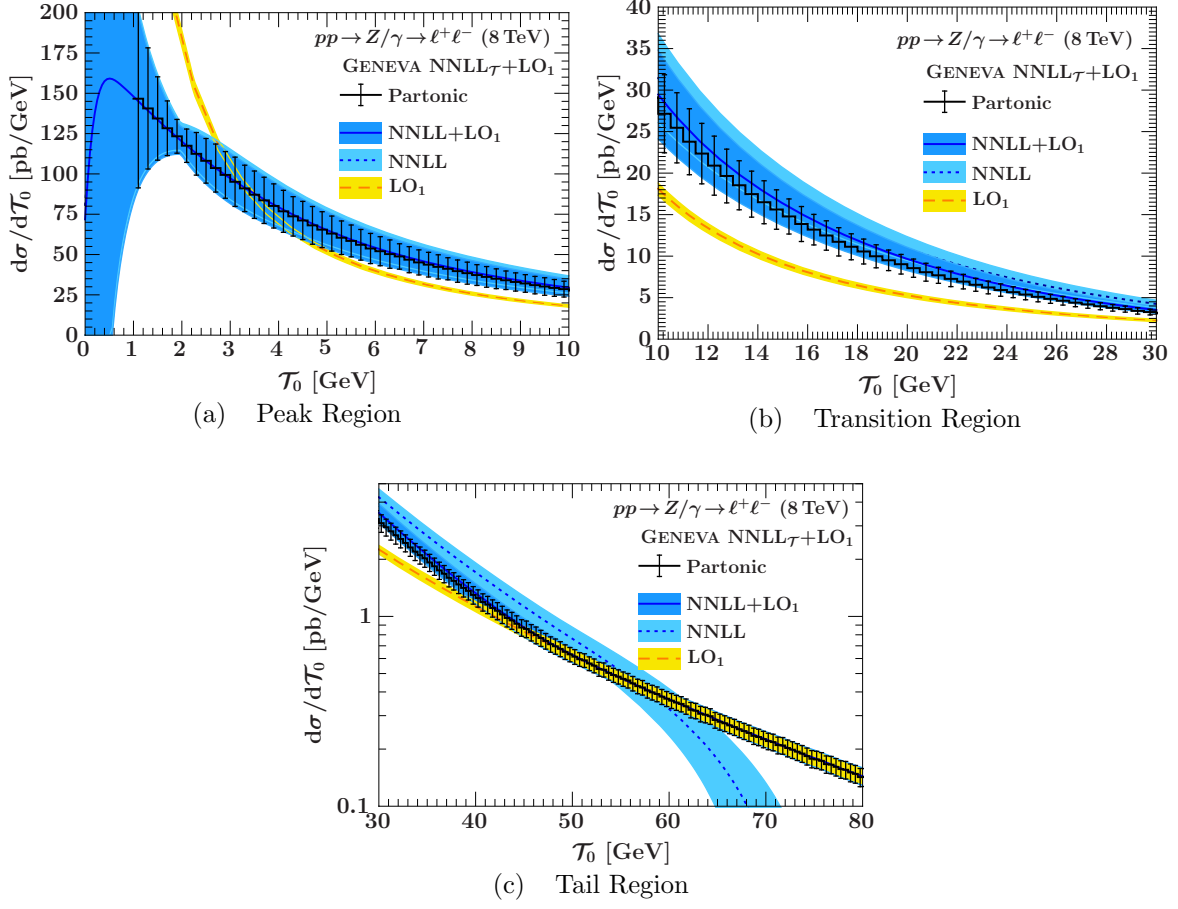 200
175
150
125
100
75
50
25
0
dσ/d𝒯₀ [pb/GeV]
pp→Z/γ→ℓ⁺ℓ⁻ (8 TeV)
GENEVA NNLL_𝒯+LO₁
Partonic
NNLL+LO₁
NNLL
LO₁
0 1 2 3 4 5 6 7 8 9 10
𝒯₀ [GeV]
(a) Peak Region
40
35
30
25
20
15
10
5
0
dσ/d𝒯₀ [pb/GeV]
pp→Z/γ→ℓ⁺ℓ⁻ (8 TeV)
GENEVA NNLL_𝒯+LO₁
Partonic
NNLL+LO₁
NNLL
LO₁
10 12 14 16 18 20 22 24 26 28 30
𝒯₀ [GeV]
(b) Transition Region
1
0.1
dσ/d𝒯₀ [pb/GeV]
pp→Z/γ→ℓ⁺ℓ⁻ (8 TeV)
GENEVA NNLL_𝒯+LO₁
Partonic
NNLL+LO₁
NNLL
LO₁
30 40 50 60 70 80
𝒯₀ [GeV]
(c) Tail Region